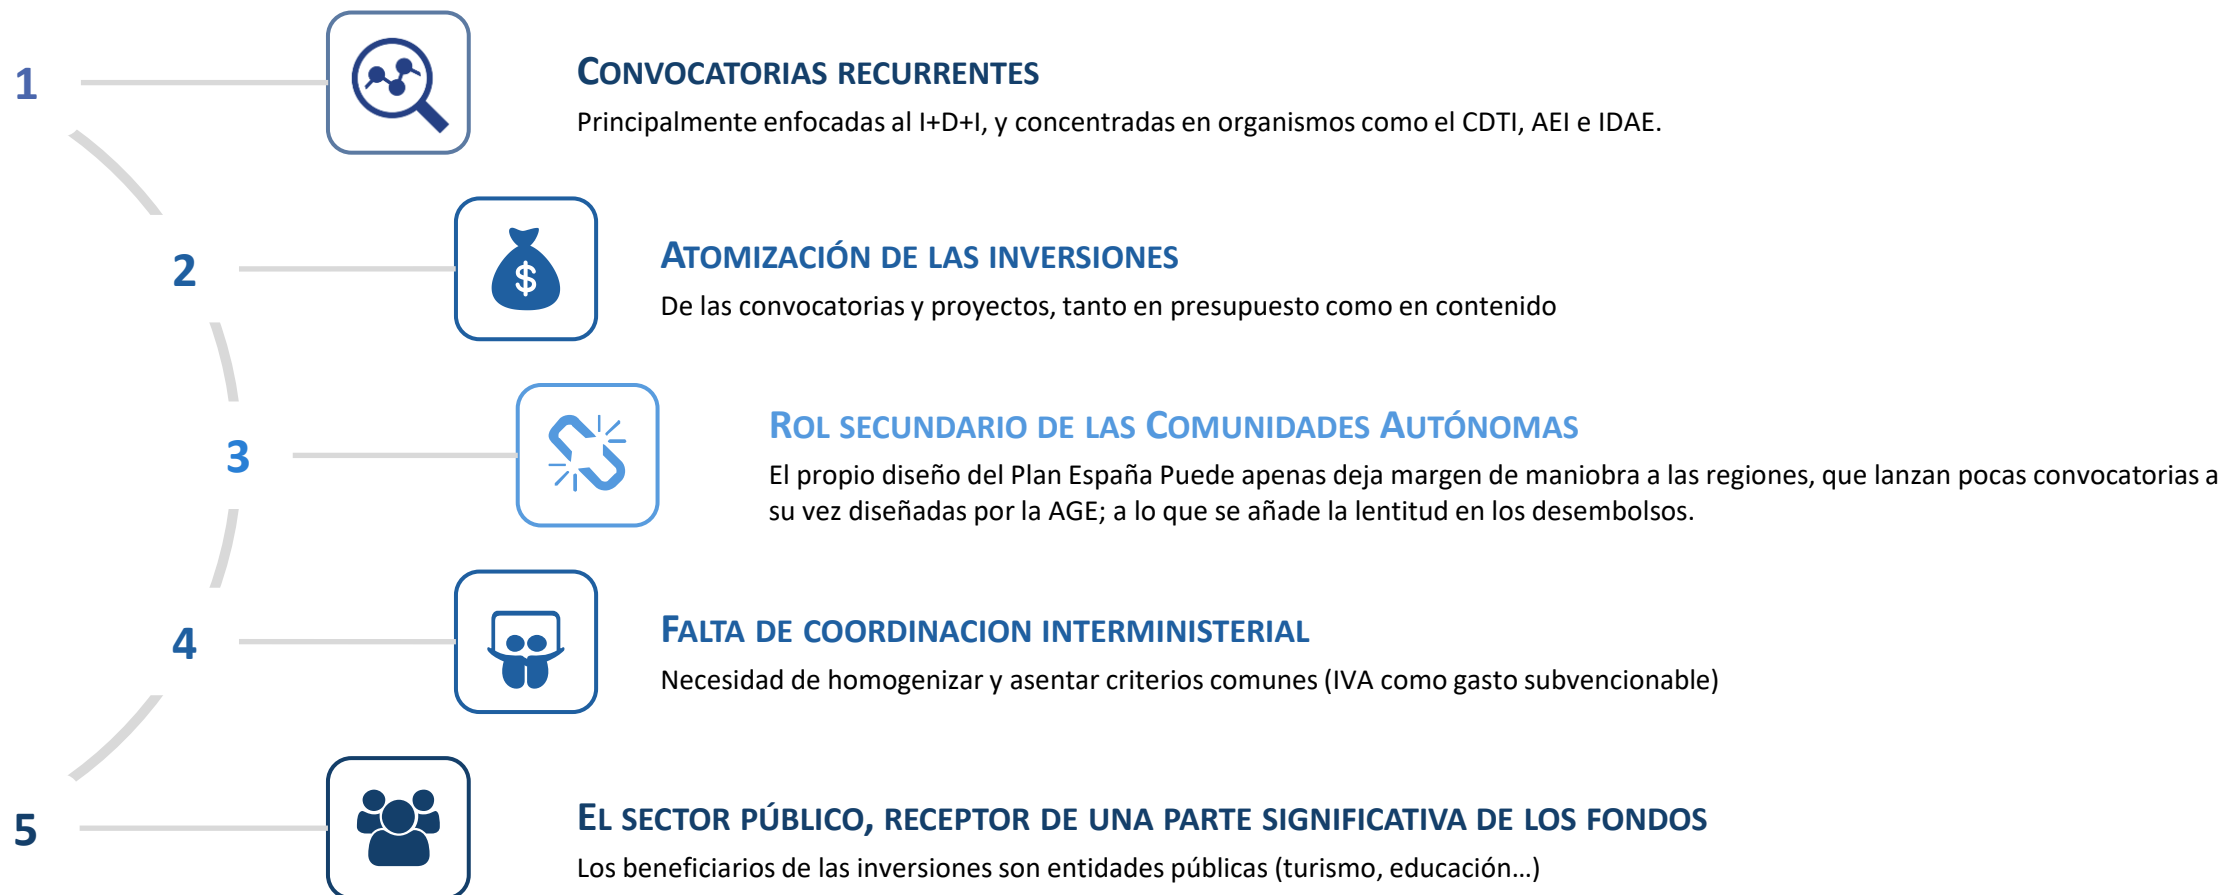 1
CONVOCATORIAS RECURRENTES
Principalmente enfocadas al I+D+I, y concentradas en organismos como el CDTI, AEI e IDAE.
2
$
ATOMIZACIÓN DE LAS INVERSIONES
De las convocatorias y proyectos, tanto en presupuesto como en contenido
3
ROL SECUNDARIO DE LAS COMUNIDADES AUTÓNOMAS
El propio diseño del Plan España Puede apenas deja margen de maniobra a las regiones, que lanzan pocas convocatorias a
su vez diseñadas por la AGE; a lo que se añade la lentitud en los desembolsos.
4
FALTA DE COORDINACION INTERMINISTERIAL
Necesidad de homogenizar y asentar criterios comunes (IVA como gasto subvencionable)
5
EL SECTOR PÚBLICO, RECEPTOR DE UNA PARTE SIGNIFICATIVA DE LOS FONDOS
Los beneficiarios de las inversiones son entidades públicas (turismo, educación…)